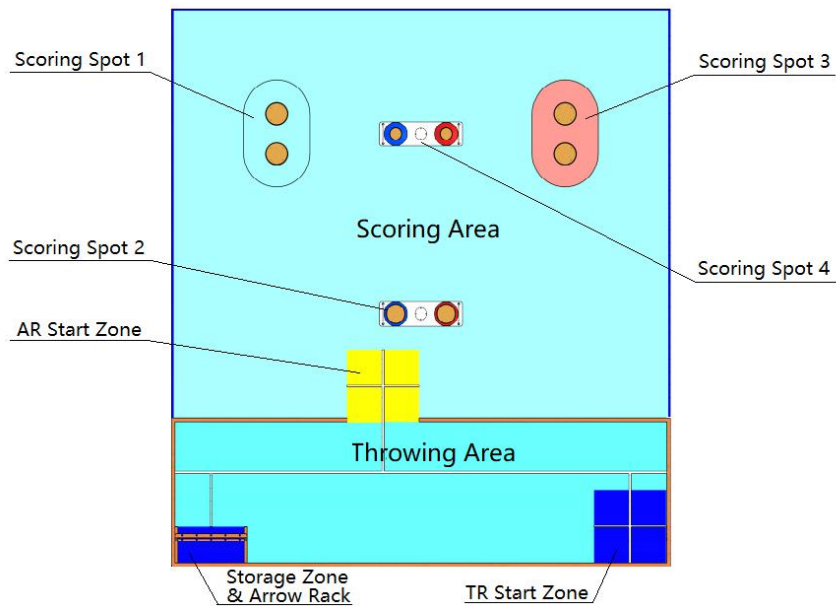 Scoring Spot 1
Scoring Spot 3
Scoring Area
Scoring Spot 2
Scoring Spot 4
AR Start Zone
Throwing Area
Storage Zone
& Arrow Rack
TR Start Zone